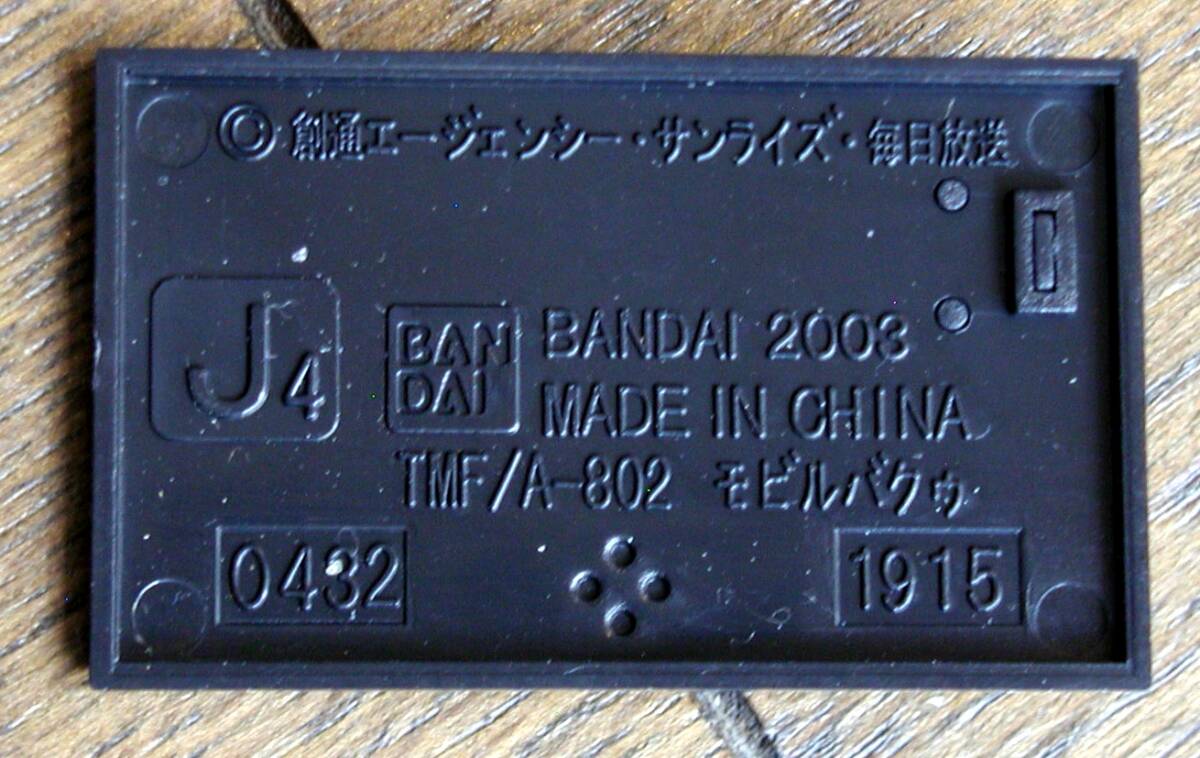 © 創通エージェンシー・サンライズ・毎日放送
J4
BAN
DAI
BANDAI 2003
MADE IN CHINA
TMF/A-802 モビルバクゥ
0432
1915